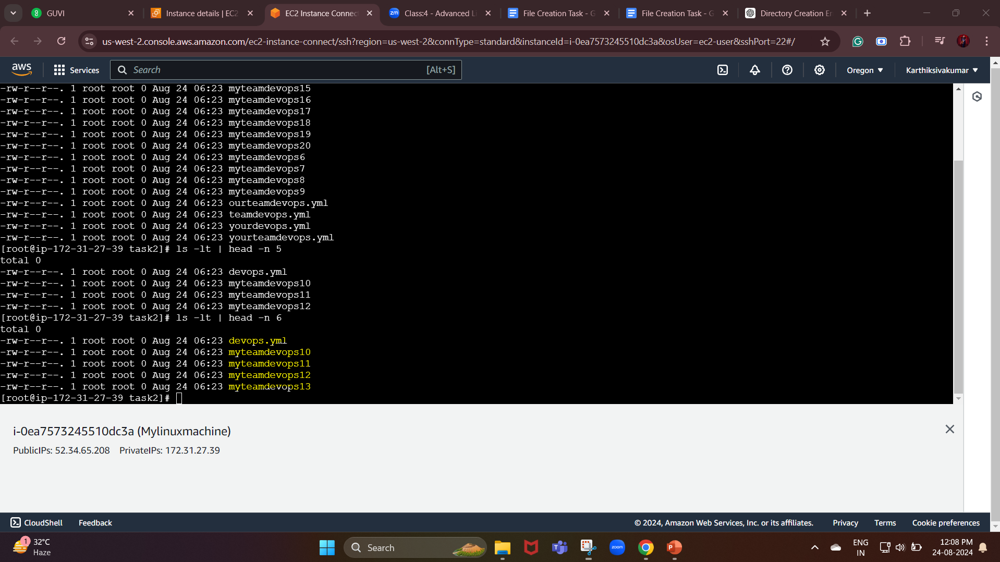 GUVI
Instance details | EC2
EC2 Instance Connec
Class:4 - Advanced Li
File Creation Task - G
File Creation Task - G
Directory Creation Er
us-west-2.console.aws.amazon.com/ec2-instance-connect/ssh?region=us-west-2&connType=standard&instanceId=i-0ea7573245510dc3a&osUser=ec2-user&sshPort=22#/
aws
Services
Search
[Alt+S]
Oregon
Karthiksivakumar
-rw-r--r--. 1 root root 0 Aug 24 06:23 myteamdevops15
-rw-r--r--. 1 root root 0 Aug 24 06:23 myteamdevops16
-rw-r--r--. 1 root root 0 Aug 24 06:23 myteamdevops17
-rw-r--r--. 1 root root 0 Aug 24 06:23 myteamdevops18
-rw-r--r--. 1 root root 0 Aug 24 06:23 myteamdevops19
-rw-r--r--. 1 root root 0 Aug 24 06:23 myteamdevops20
-rw-r--r--. 1 root root 0 Aug 24 06:23 myteamdevops6
-rw-r--r--. 1 root root 0 Aug 24 06:23 myteamdevops7
-rw-r--r--. 1 root root 0 Aug 24 06:23 myteamdevops8
-rw-r--r--. 1 root root 0 Aug 24 06:23 myteamdevops9
-rw-r--r--. 1 root root 0 Aug 24 06:23 ourteamdevops.yml
-rw-r--r--. 1 root root 0 Aug 24 06:23 teamdevops.yml
-rw-r--r--. 1 root root 0 Aug 24 06:23 yourdevops.yml
-rw-r--r--. 1 root root 0 Aug 24 06:23 yourteamdevops.yml
[root@ip-172-31-27-39 task2]# ls -lt | head -n 5
total 0
-rw-r--r--. 1 root root 0 Aug 24 06:23 devops.yml
-rw-r--r--. 1 root root 0 Aug 24 06:23 myteamdevops10
-rw-r--r--. 1 root root 0 Aug 24 06:23 myteamdevops11
-rw-r--r--. 1 root root 0 Aug 24 06:23 myteamdevops12
[root@ip-172-31-27-39 task2]# ls -lt | head -n 6
total 0
-rw-r--r--. 1 root root 0 Aug 24 06:23 devops.yml
-rw-r--r--. 1 root root 0 Aug 24 06:23 myteamdevops10
-rw-r--r--. 1 root root 0 Aug 24 06:23 myteamdevops11
-rw-r--r--. 1 root root 0 Aug 24 06:23 myteamdevops12
-rw-r--r--. 1 root root 0 Aug 24 06:23 myteamdevops13
[root@ip-172-31-27-39 task2]#
i-0ea7573245510dc3a (Mylinuxmachine)
PublicIPs: 52.34.65.208 PrivateIPs: 172.31.27.39
CloudShell
Feedback
© 2024, Amazon Web Services, Inc. or its affiliates.
Privacy
Terms
Cookie preferences
1
32°C
Haze
Search
zoom
ENG
IN
12:08 PM
24-08-2024